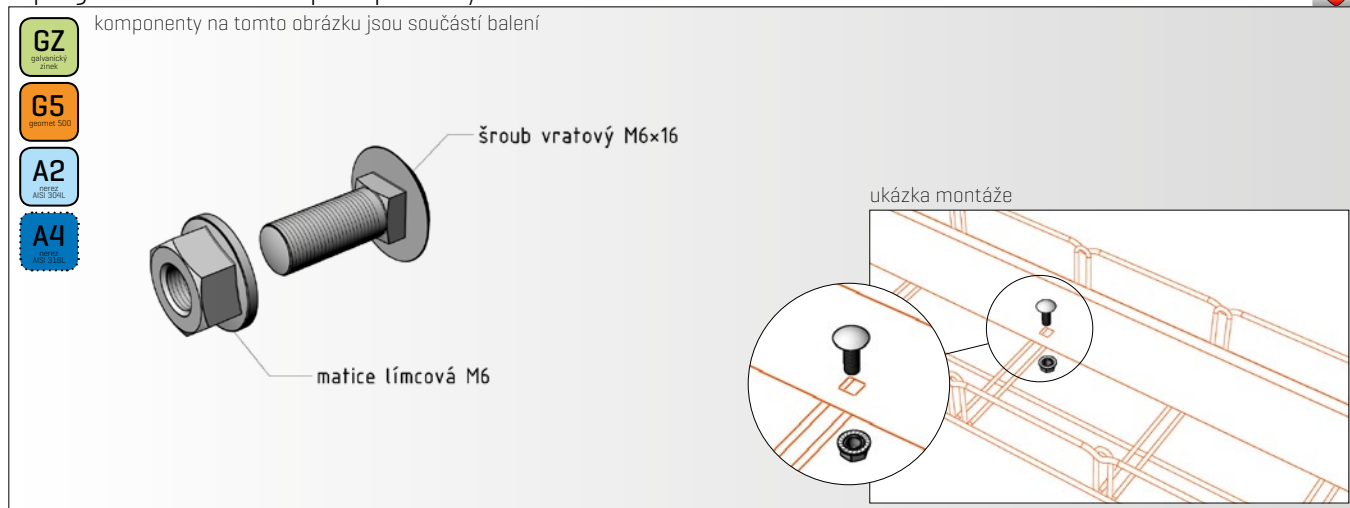 komponenty na tomto obrázku jsou součástí balení
GZ
galvanický
zinek
G5
geomet 500
A2
nerez
AISI 304L
A4
nerez
AISI 316L
šroub vratový M6×16
matice límcová M6
ukázka montáže